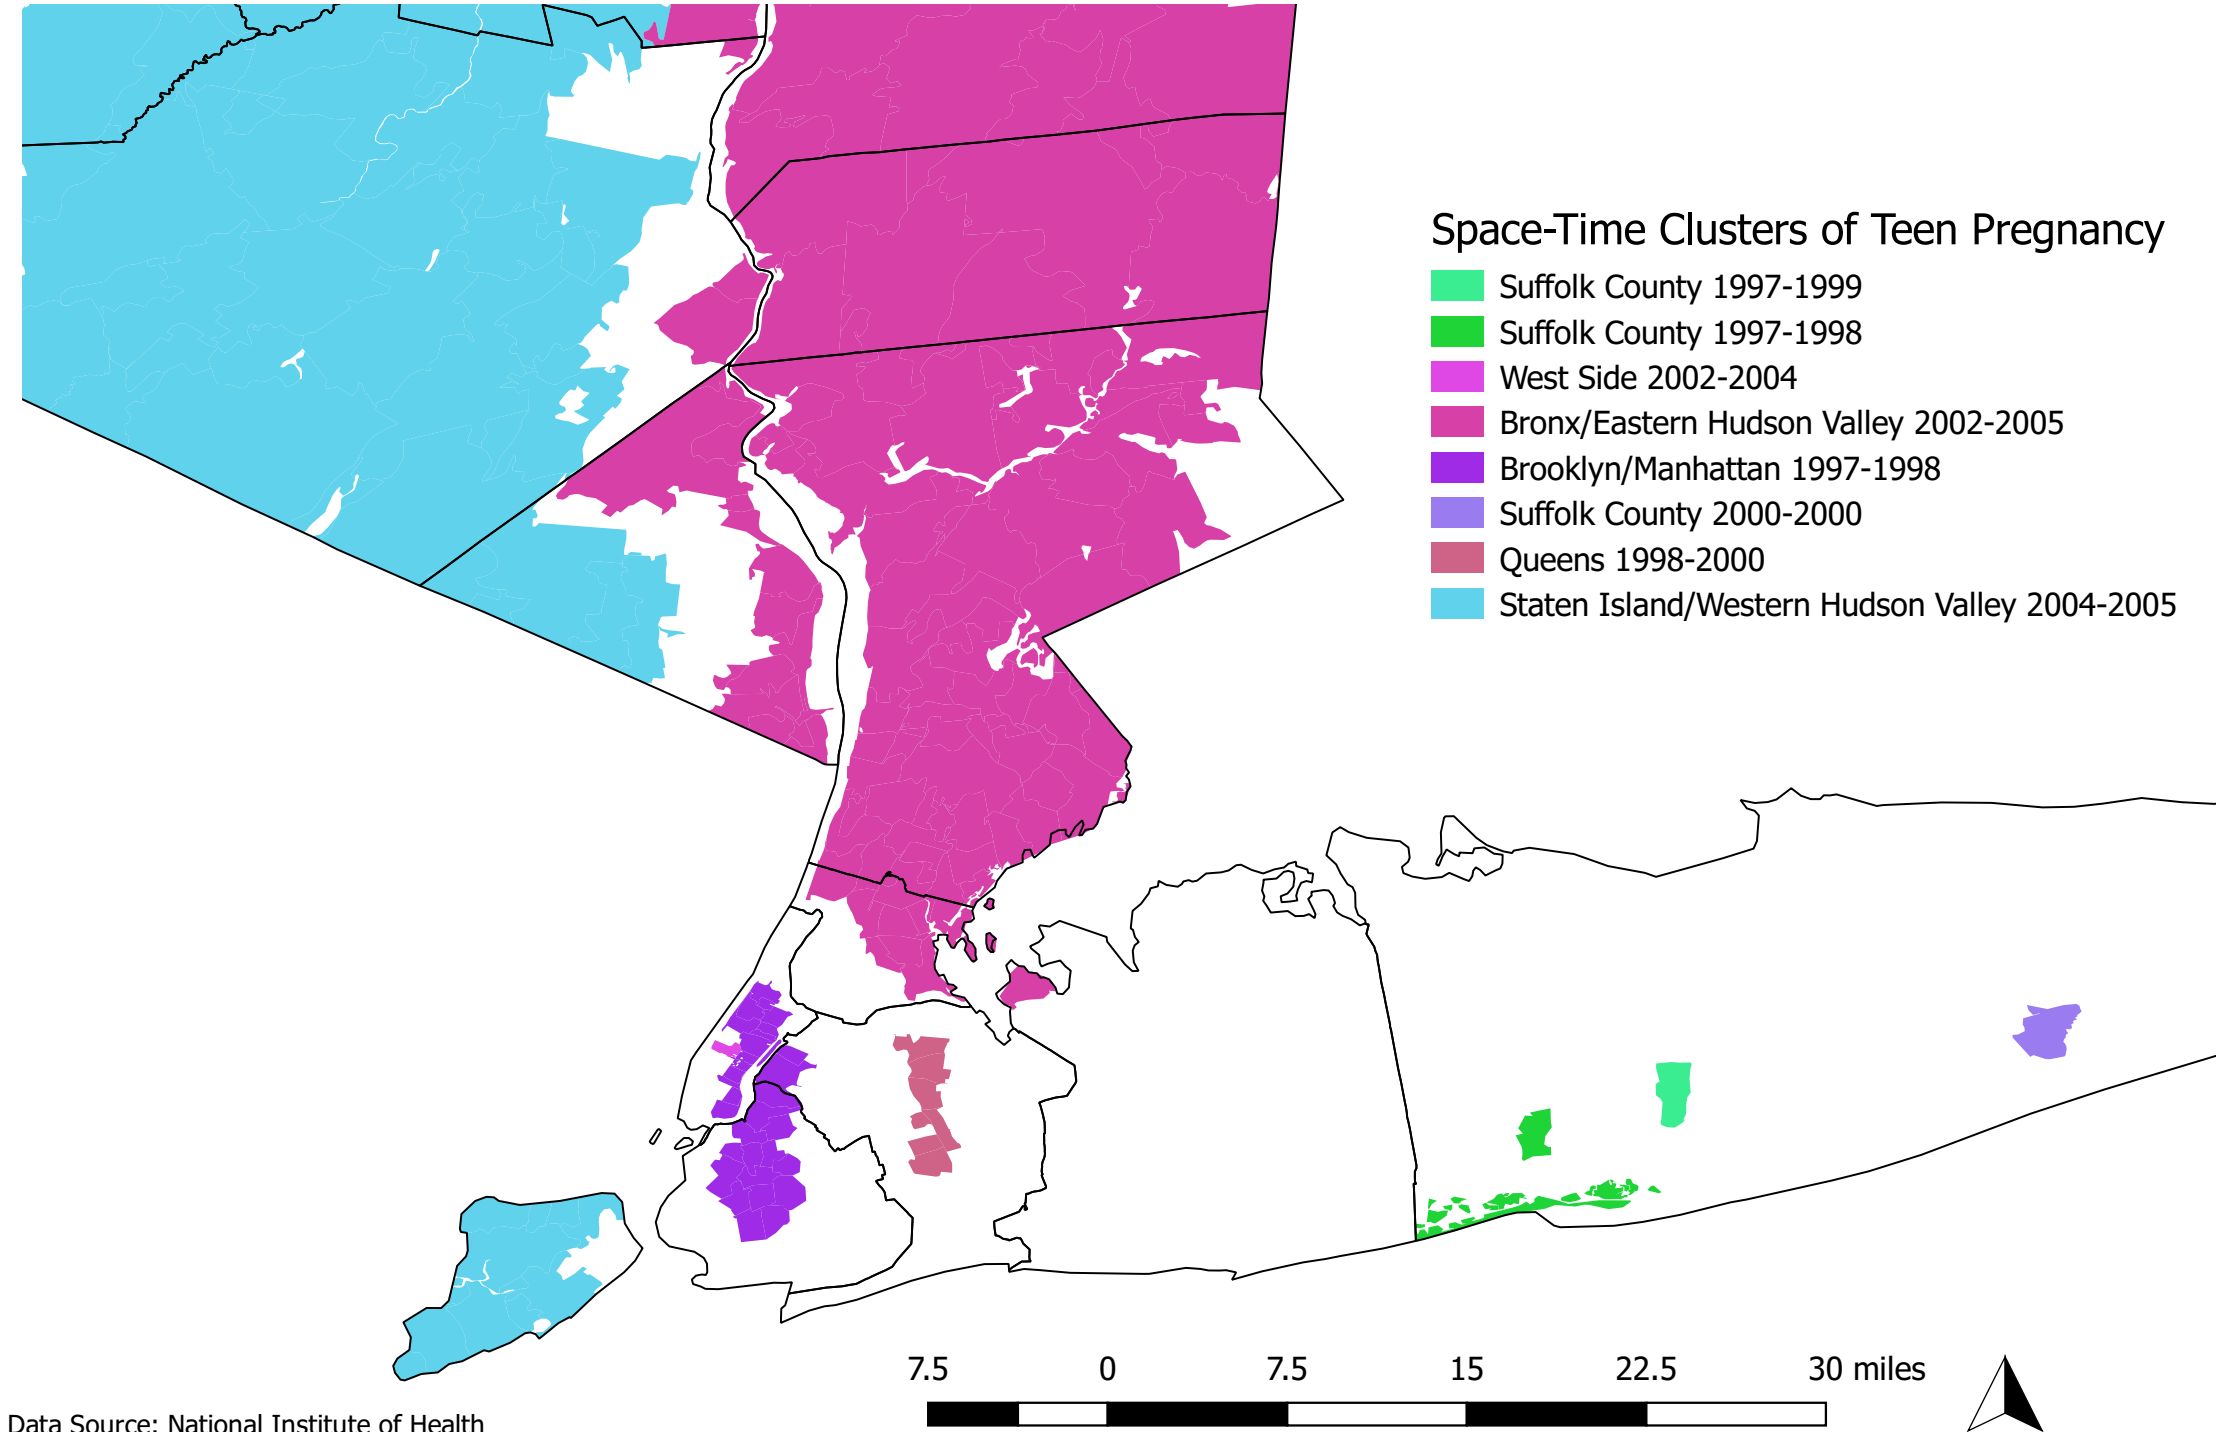 Space-Time Clusters of Teen Pregnancy
Suffolk County 1997-1999
Suffolk County 1997-1998
West Side 2002-2004
Bronx/Eastern Hudson Valley 2002-2005
Brooklyn/Manhattan 1997-1998
Suffolk County 2000-2000
Queens 1998-2000
Staten Island/Western Hudson Valley 2004-2005
7.5 0 7.5 15 22.5 30 miles
Data Source: National Institute of Health